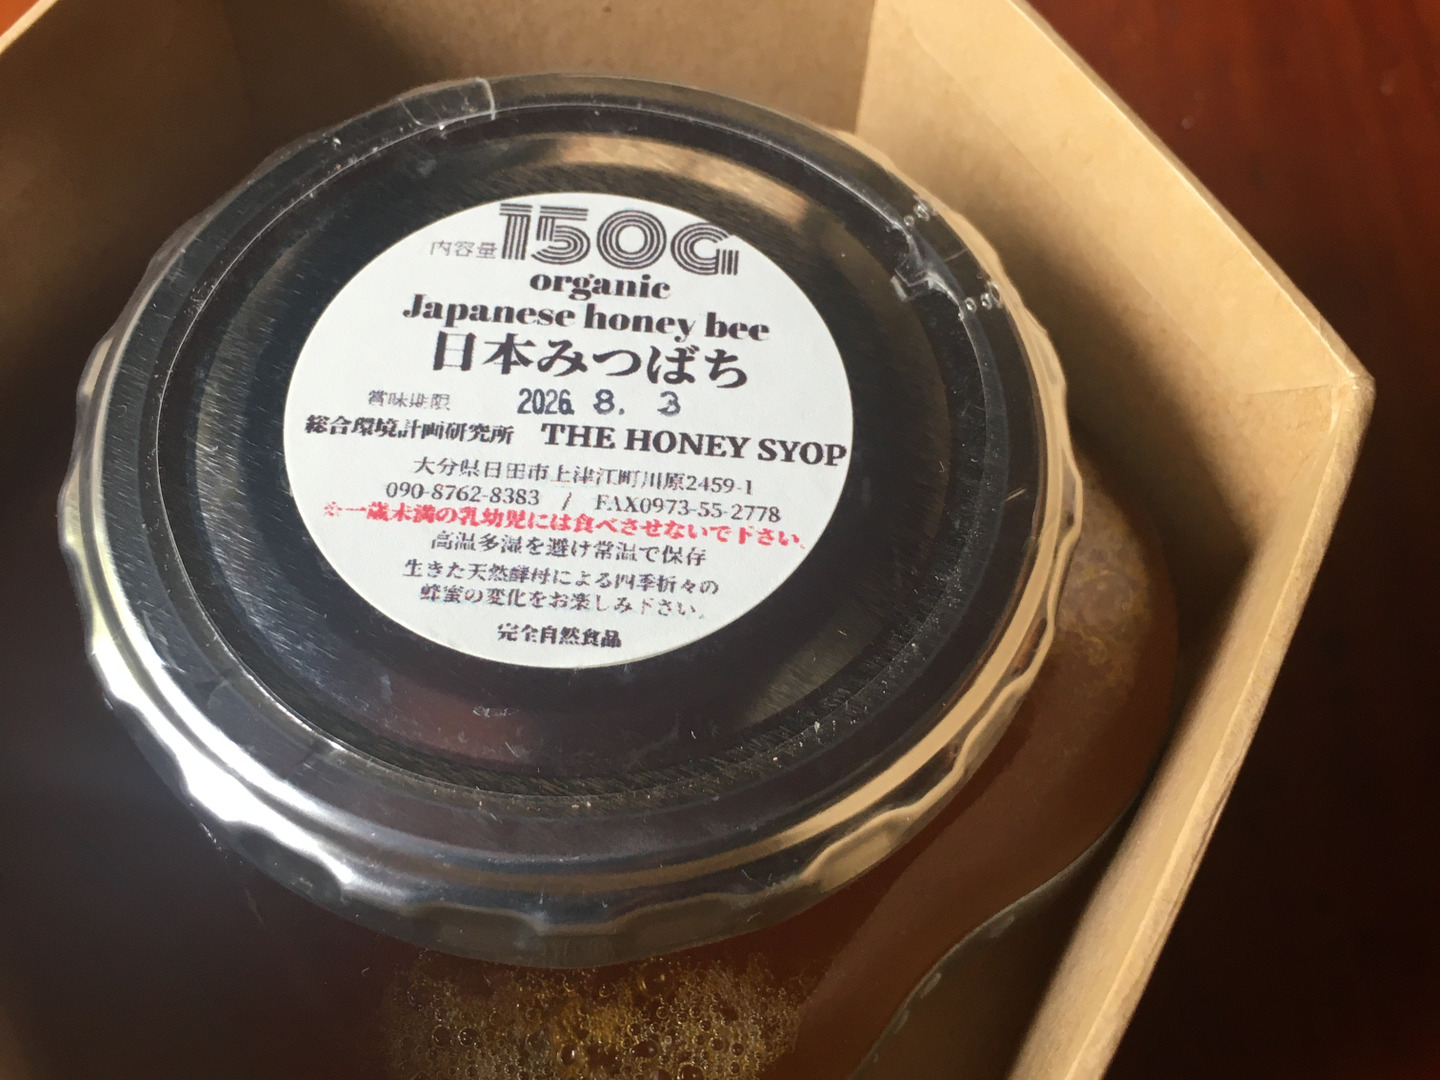 内容量 150G
organic
Japanese honey bee
日本みつばち
賞味期限 2026. 8. 3
総合環境計画研究所 THE HONEY SYOP
大分県日田市上津江町川原2459-1
090-8762-8383 / FAX0973-55-2778
※一歳未満の乳幼児には食べさせないで下さい。
高温多湿を避け常温で保存
生きた天然酵母による四季折々の
蜂蜜の変化をお楽しみ下さい。
完全自然食品